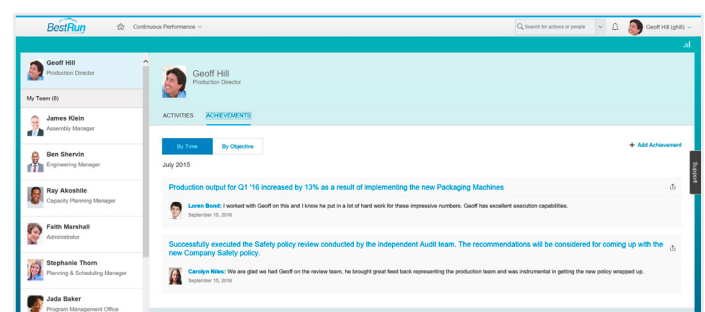 BestRun
Continuous Performance
Search for actions or people
Geoff Hill (ghill)
Geoff Hill
Production Director
My Team (8)
James Klein
Assembly Manager
Ben Shervin
Engineering Manager
Ray Akoshile
Capacity Planning Manager
Faith Marshall
Administrator
Stephanie Thorn
Planning & Scheduling Manager
Jada Baker
Program Management Office
Geoff Hill
Production Director
ACTIVITIES ACHIEVEMENTS
By Time By Objective
+ Add Achievement
July 2015
Production output for Q1 '16 increased by 13% as a result of implementing the new Packaging Machines
Loren Bond: I worked with Geoff on this and I know he put in a lot of hard work for these impressive numbers. Geoff has excellent execution capabilities.
September 15, 2016
Successfully executed the Safety policy review conducted by the independent Audit team. The recommendations will be considered for coming up with the
new Company Safety policy.
Carolyn Niles: We are glad we had Geoff on the review team, he brought great feed back representing the production team and was instrumental in getting the new policy wrapped up.
September 15, 2016
Support